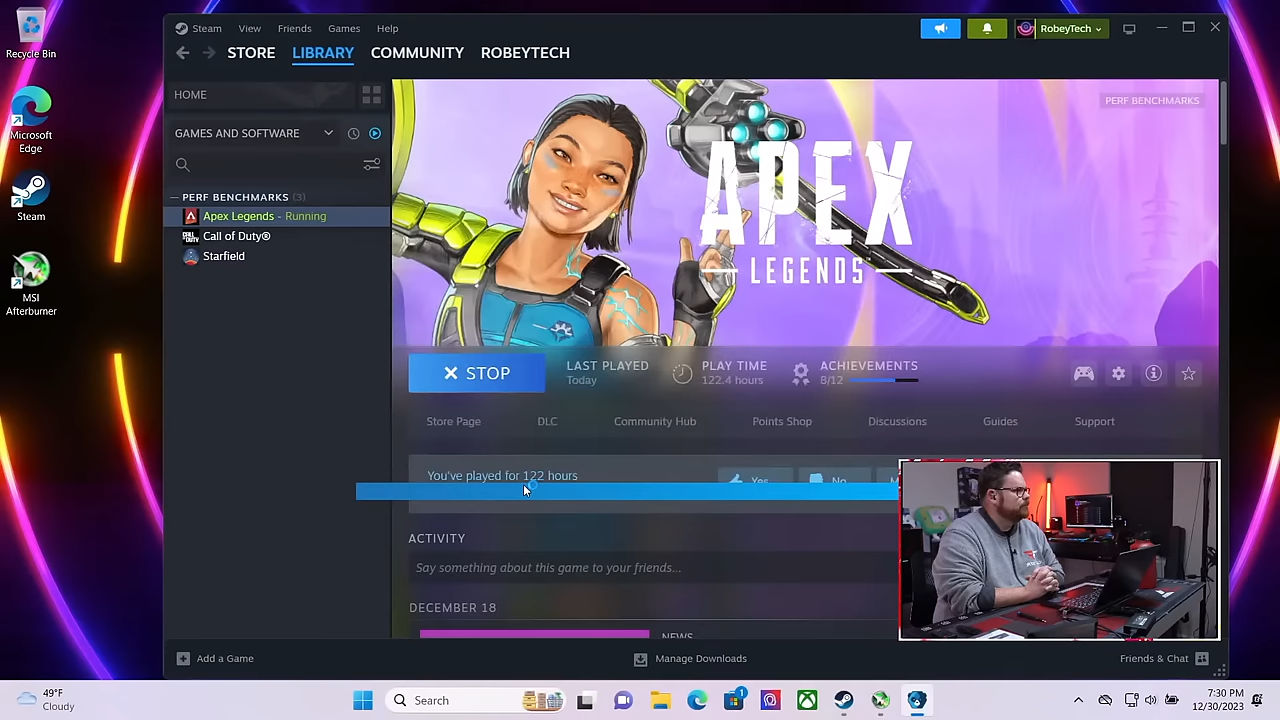 Recycle Bin
Microsoft Edge
Steam
MSI Afterburner
Steam View Friends Games Help
RobeyTech
STORE LIBRARY COMMUNITY ROBEYTECH
HOME
GAMES AND SOFTWARE
PERF BENCHMARKS (3)
Apex Legends - Running
Call of Duty®
Starfield
PERF BENCHMARKS
APEX
LEGENDS
STOP
LAST PLAYED
Today
PLAY TIME
122.4 hours
ACHIEVEMENTS
8/12
Store Page DLC Community Hub Points Shop Discussions Guides Support
You've played for 122 hours
Yes No
ACTIVITY
Say something about this game to your friends...
DECEMBER 18
NEWS
Add a Game
Manage Downloads
Friends & Chat
49°F
Cloudy
Search
7:30 PM
12/30/2023